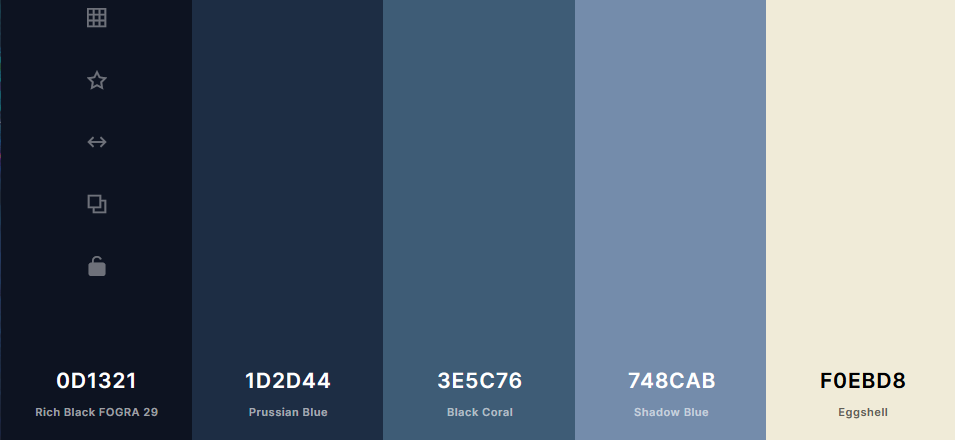 0D1321
Rich Black FOGRA 29
1D2D44
Prussian Blue
3E5C76
Black Coral
748CAB
Shadow Blue
F0EBD8
Eggshell